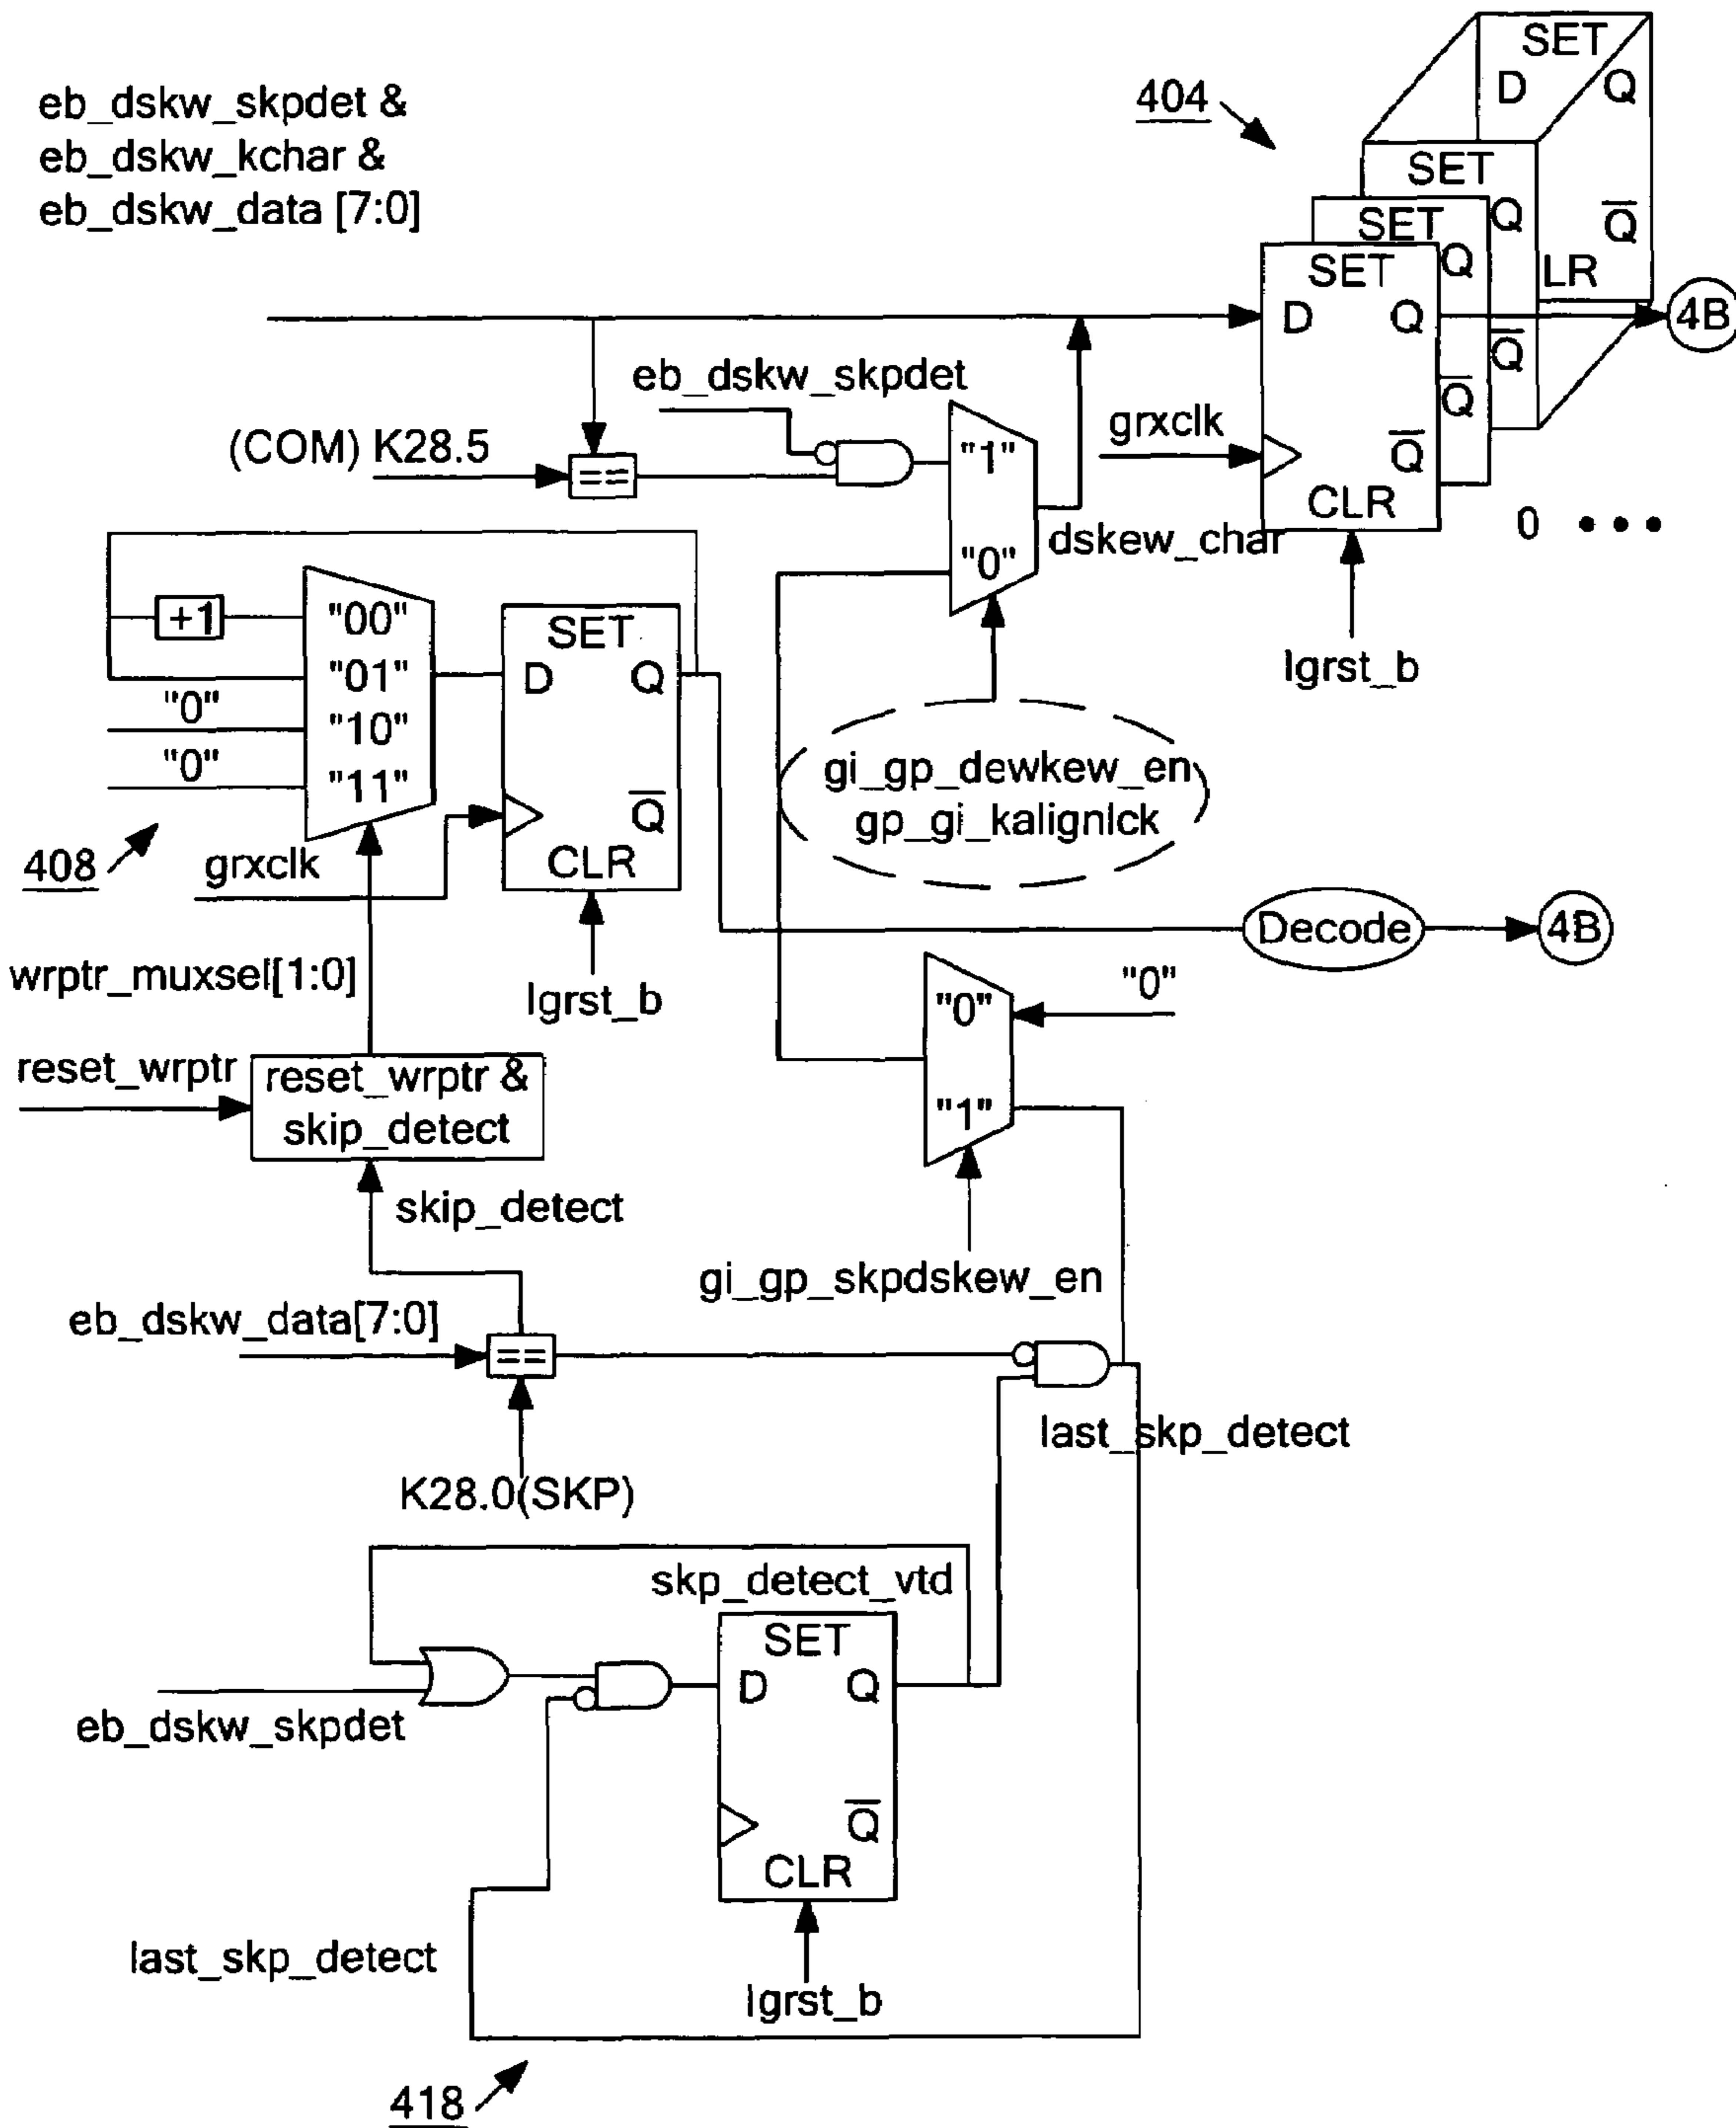 eb_dskw_skpdet &
eb_dskw_kchar &
eb_dskw_data [7:0]
404
SET
D Q
Q
LR
SET
Q
Q
SET
Q
Q
SET
D Q
Q
CLR
4B
grxclk
lgrst_b
0 •••
eb_dskw_skpdet
(COM) K28.5
==
"1"
"0"
dskew_char
gi_gp_dewkew_en
gp_gi_kalignlck
+1
"00"
"01"
"0"
"10"
"0"
"11"
SET
D Q
Q
CLR
408
grxclk
lgrst_b
Decode
4B
wrptr_muxsel[1:0]
"0"
"0"
"1"
reset_wrptr
reset_wrptr &
skip_detect
skip_detect
gi_gp_skpdskew_en
eb_dskw_data[7:0]
==
last_skp_detect
K28.0(SKP)
skp_detect_vtd
SET
D Q
Q
CLR
eb_dskw_skpdet
last_skp_detect
lgrst_b
418